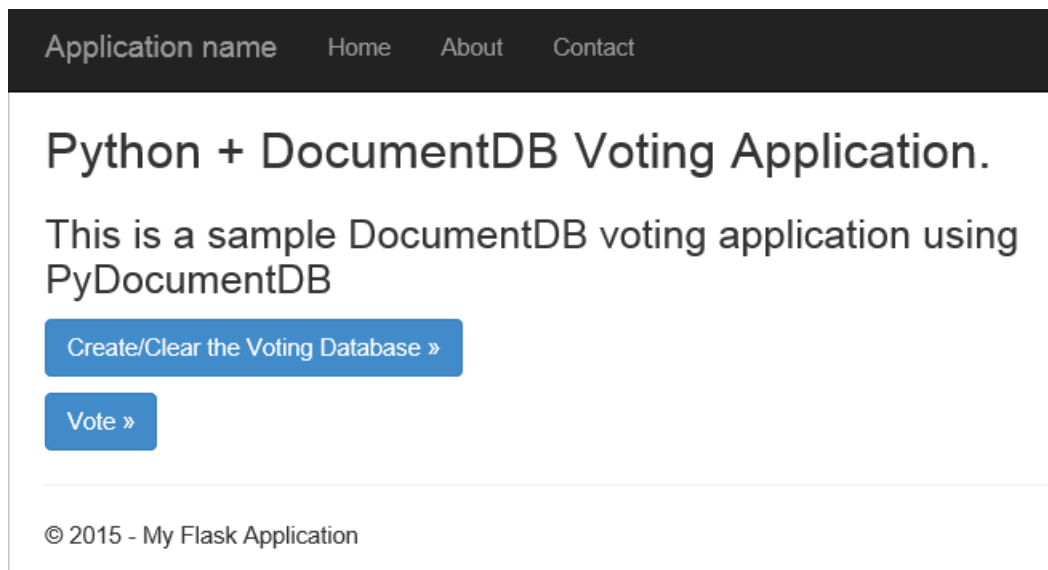 Application name Home About Contact
Python + DocumentDB Voting Application.
This is a sample DocumentDB voting application using
PyDocumentDB
Create/Clear the Voting Database »
Vote »
© 2015 - My Flask Application